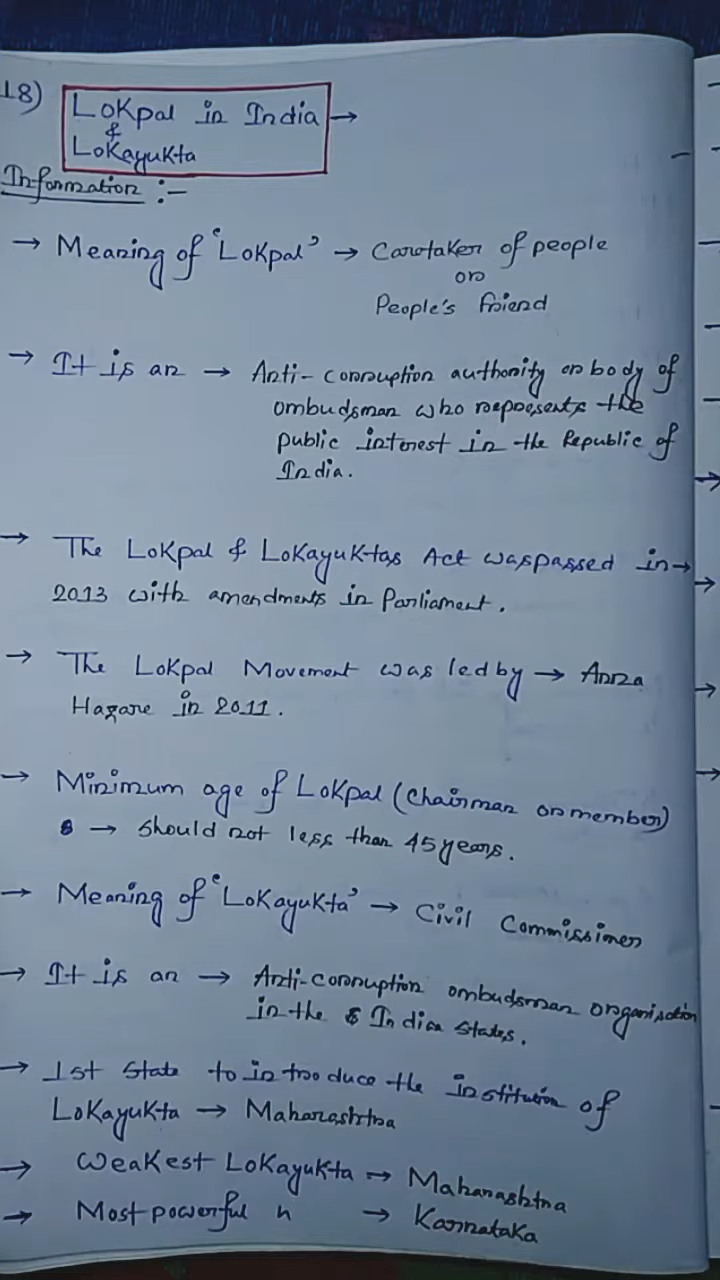 18) Lokpal in India →
&
Lokayukta
Information :-
→ Meaning of 'Lokpal' → Caretaker of people
or
People's friend
→ It is an → Anti-corruption authority or body of
ombudsman who represents the
public interest in the Republic of
India.
→ The Lokpal & Lokayuktas Act was passed in →
2013 with amendments in Parliament.
→ The Lokpal Movement was led by → Anna
Hazare in 2011.
→ Minimum age of Lokpal (Chairman or member)
→ should not less than 45 years.
→ Meaning of 'Lokayukta' → Civil Commissioner
→ It is an → Anti-corruption ombudsman organisation
in the Indian states.
→ 1st state to introduce the institution of
Lokayukta → Maharashtra
→ Weakest Lokayukta → Maharashtra
→ Most powerful " → Karnataka